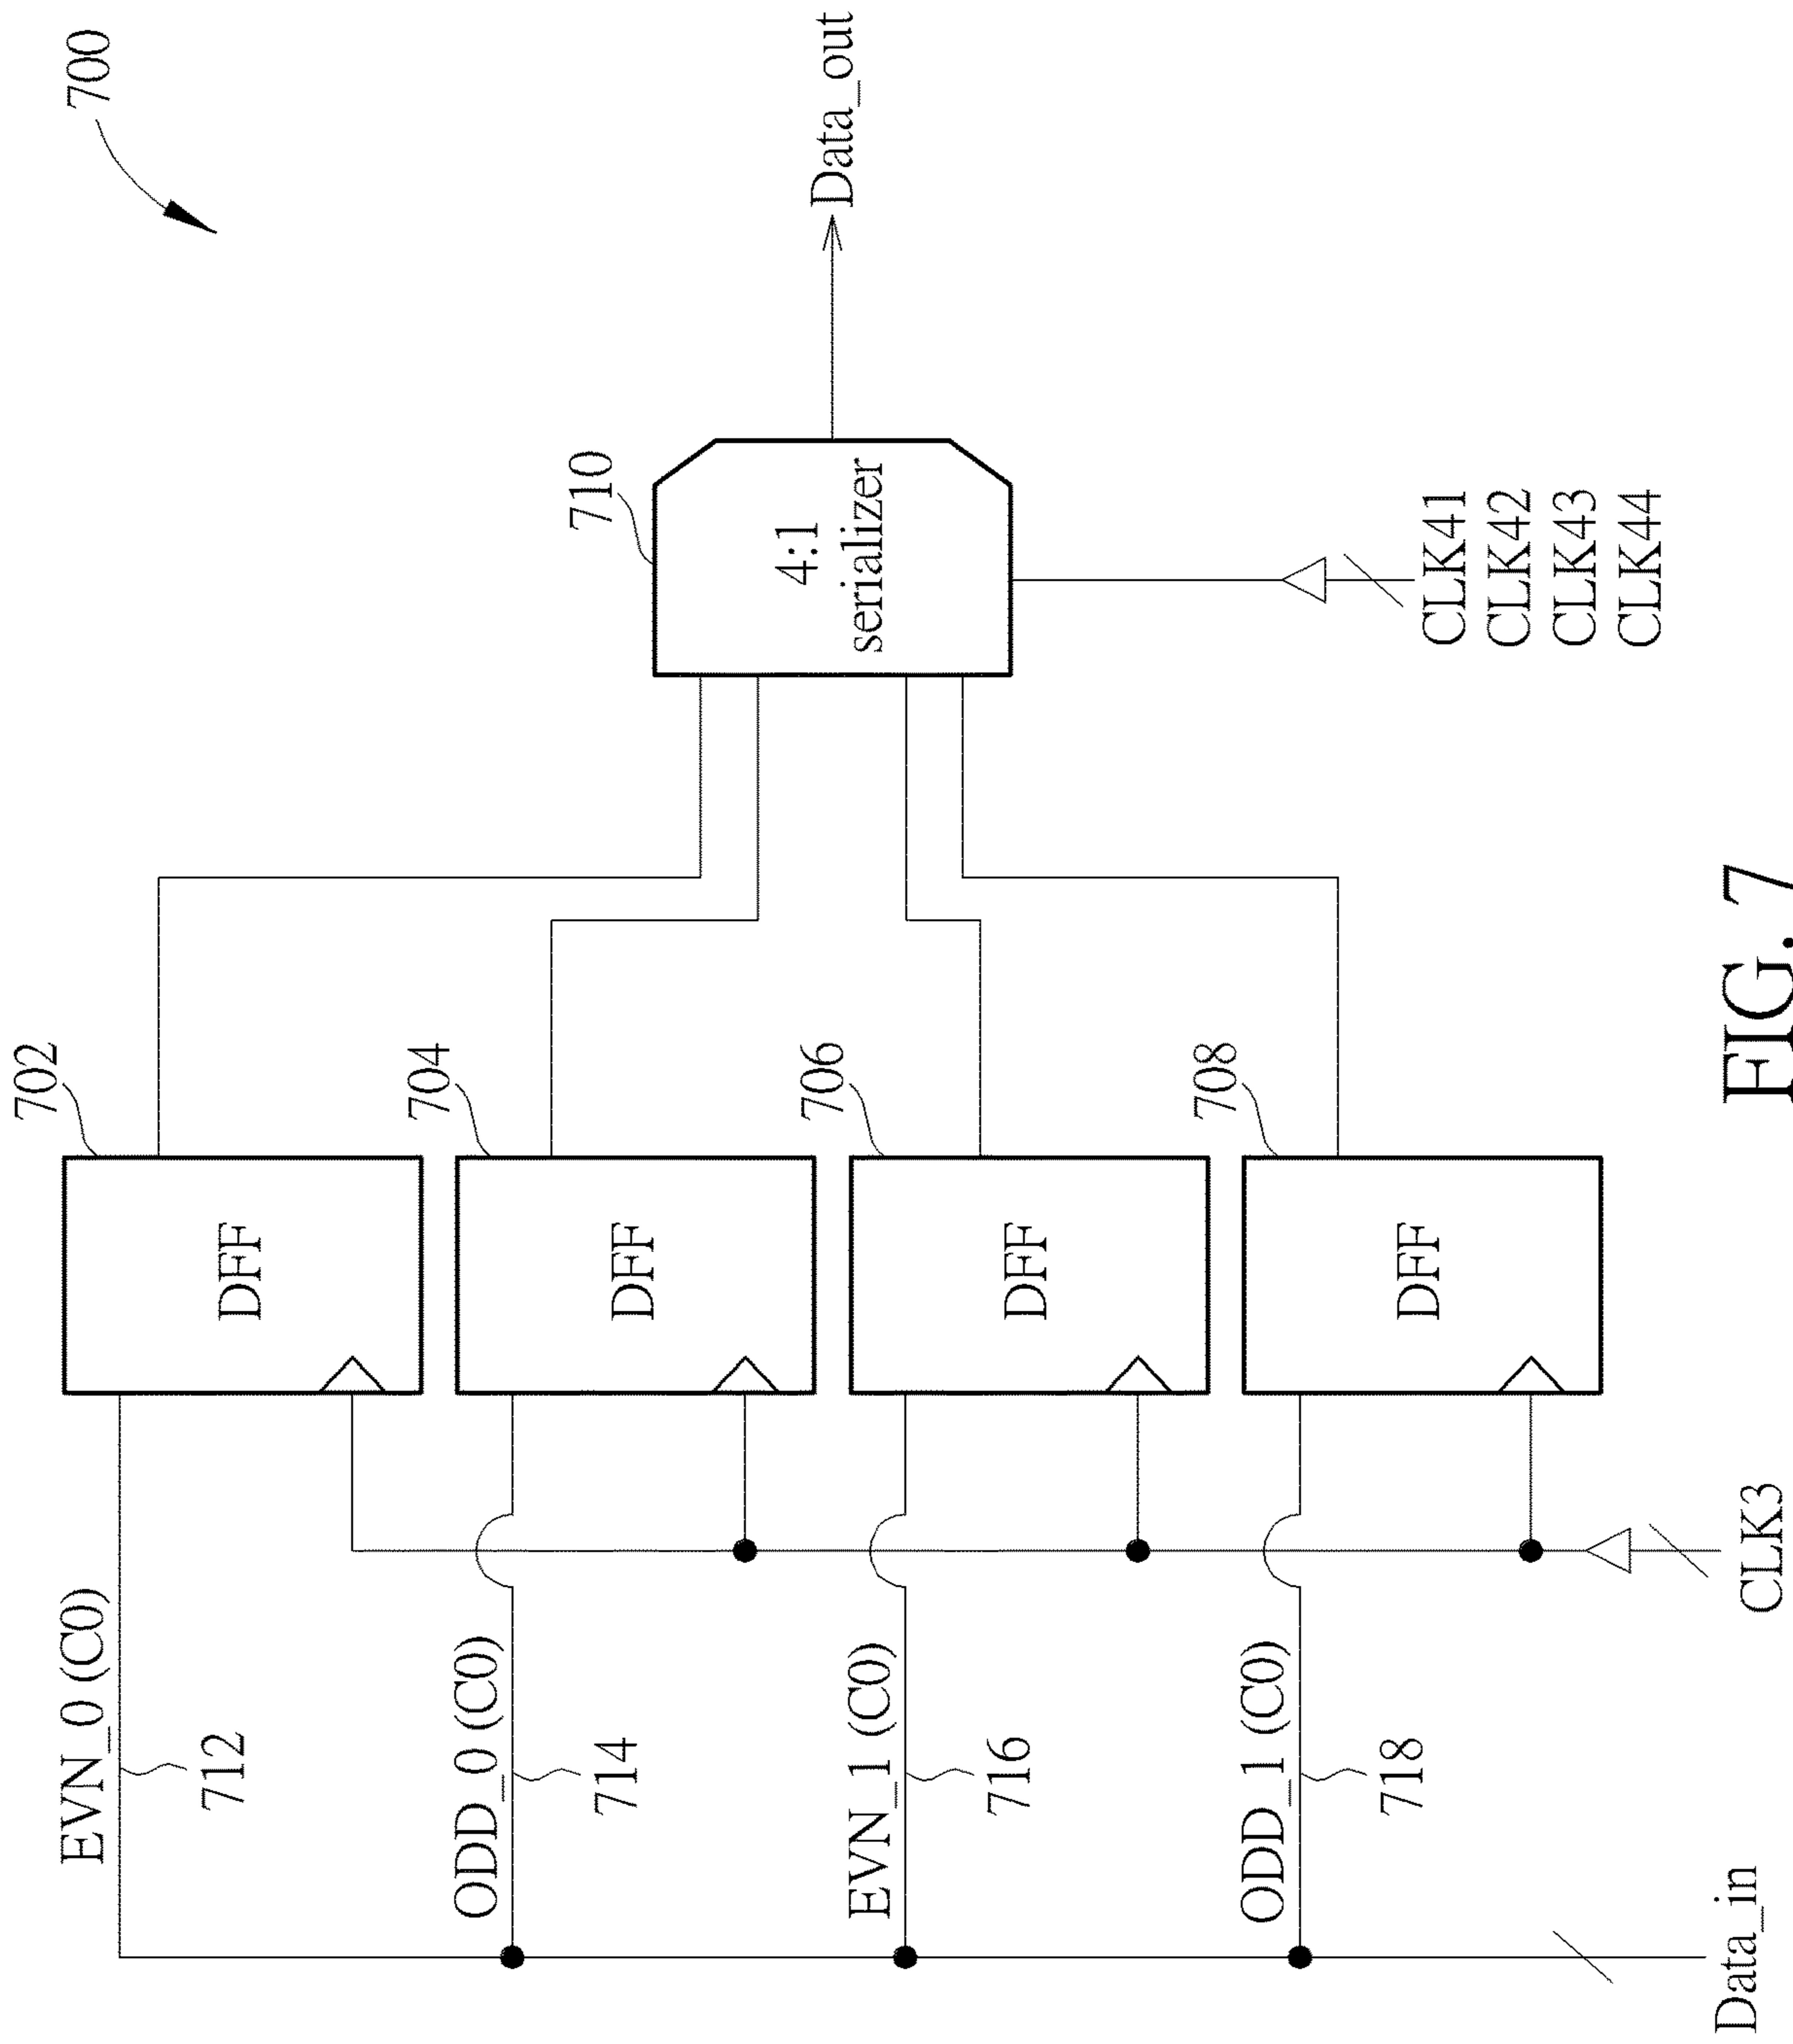 700
702
EVN_0 (C0)
712
DFF
704
ODD_0 (C0)
714
DFF
710
4:1
serializer
Data_out
706
EVN_1 (C0)
716
DFF
708
ODD_1 (C0)
718
DFF
CLK41
CLK42
CLK43
CLK44
Data_in
CLK3
FIG. 7